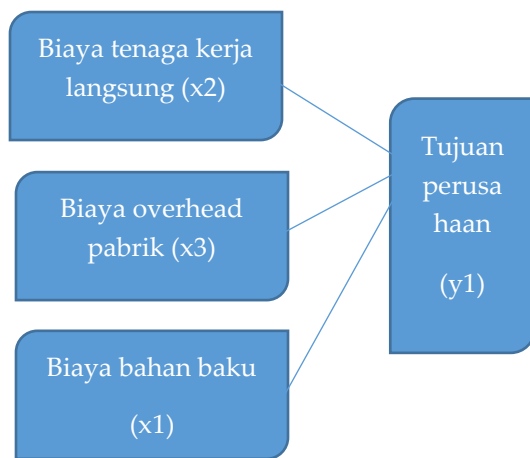 Biaya tenaga kerja
langsung (x2)
Biaya overhead
pabrik (x3)
Biaya bahan baku
(x1)
Tujuan
perusa
haan
(y1)